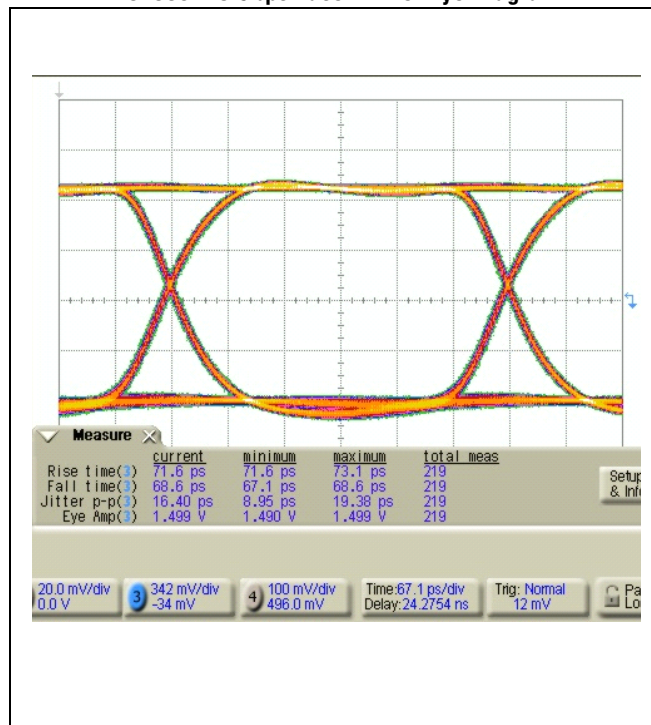 Measure
current minimum maximum total meas
Rise time(3) 71.6 ps 71.6 ps 73.1 ps 219
Fall time(3) 68.6 ps 67.1 ps 68.6 ps 219
Jitter p-p(3) 16.40 ps 8.95 ps 19.38 ps 219
Eye Amp(3) 1.499 V 1.490 V 1.499 V 219
Setup
& Info
20.0 mV/div 3 342 mV/div 4 100 mV/div Time:67.1 ps/div Trig: Normal Pa
0.0 V -34 mV 496.0 mV Delay:24.2754 ns 12 mV Lo